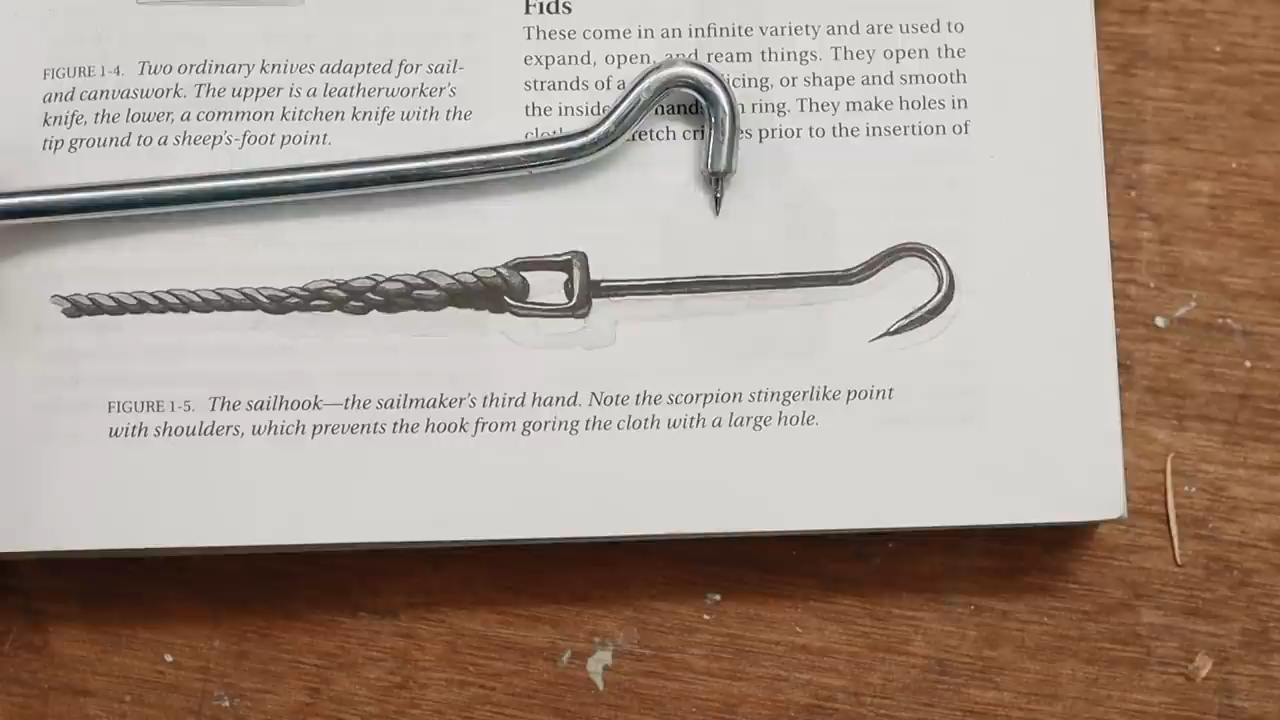 FIGURE 1-4. Two ordinary knives adapted for sail-
and canvaswork. The upper is a leatherworker's
knife, the lower, a common kitchen knife with the
tip ground to a sheep's-foot point.
Fids
These come in an infinite variety and are used to
expand, open, and ream things. They open the
strands of a icing, or shape and smooth
the inside hand ring. They make holes in
retch cri es prior to the insertion of
FIGURE 1-5. The sailhook—the sailmaker's third hand. Note the scorpion stingerlike point
with shoulders, which prevents the hook from goring the cloth with a large hole.